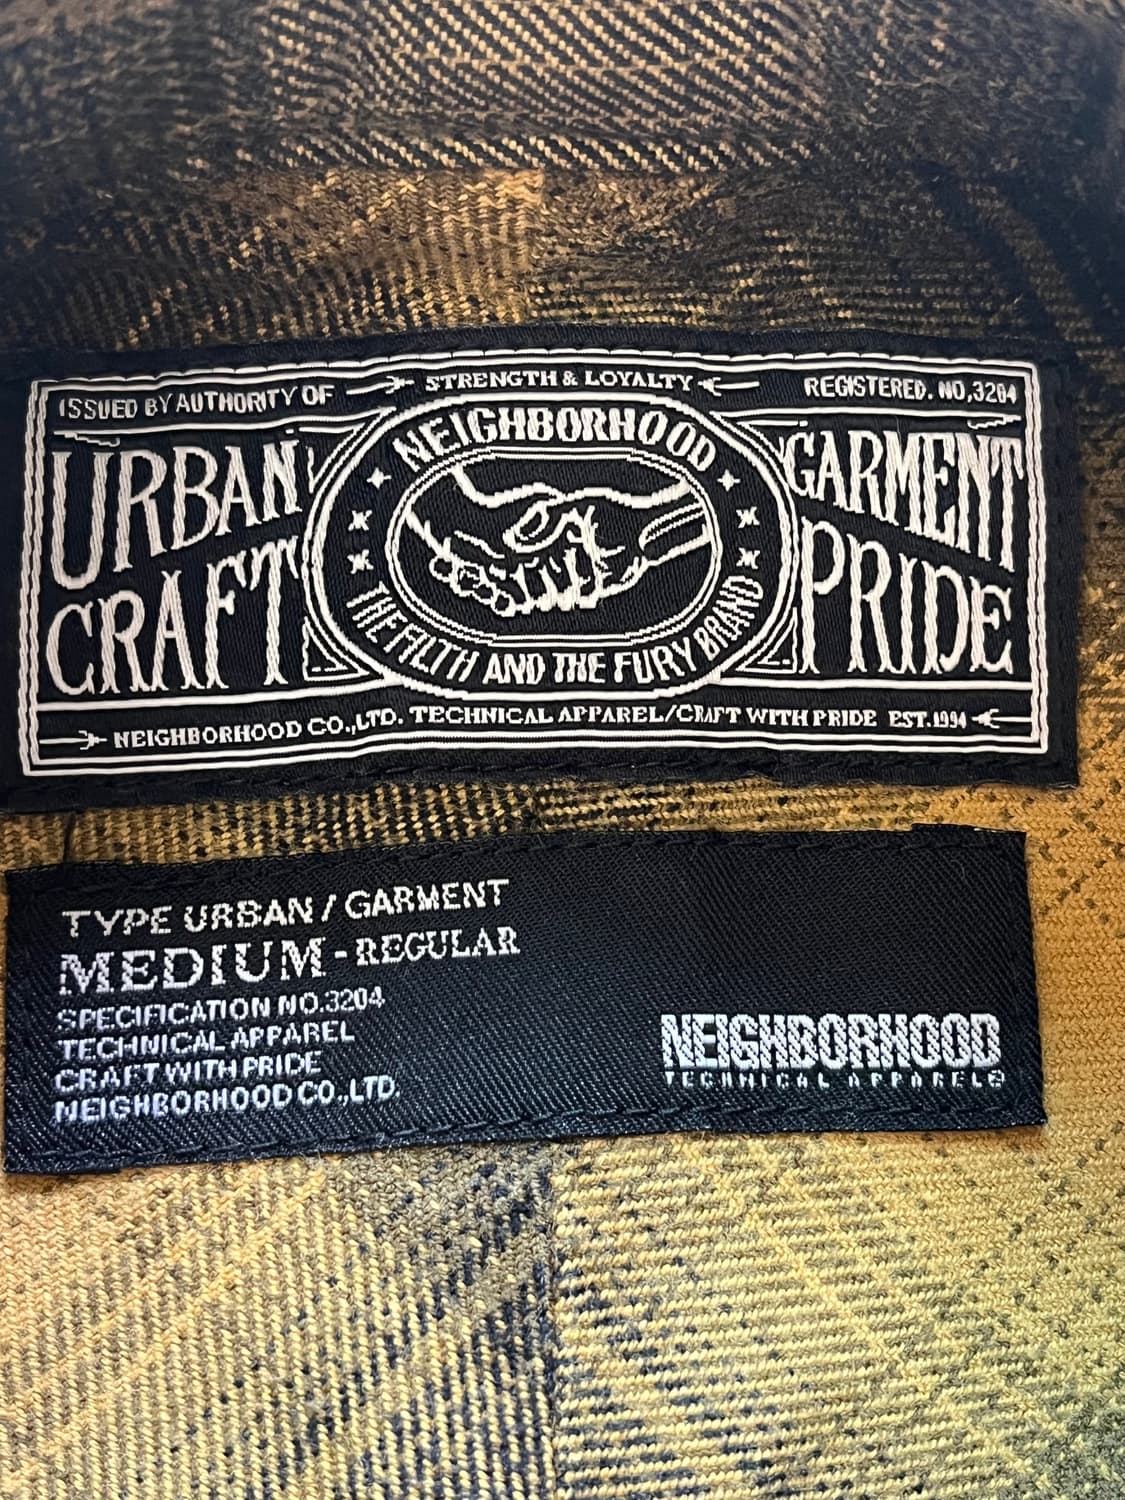 ISSUED BY AUTHORITY OF
STRENGTH & LOYALTY
REGISTERED. NO,3204
URBAN
CRAFT
NEIGHBORHOOD
THE FILTH AND THE FURY BRAND
GARMENT
PRIDE
NEIGHBORHOOD CO.,LTD. TECHNICAL APPAREL/CRAFT WITH PRIDE EST.1994
TYPE URBAN / GARMENT
MEDIUM - REGULAR
SPECIFICATION NO.3204
TECHNICAL APPAREL
CRAFT WITH PRIDE
NEIGHBORHOOD CO.,LTD.
NEIGHBORHOOD
TECHNICAL APPAREL®